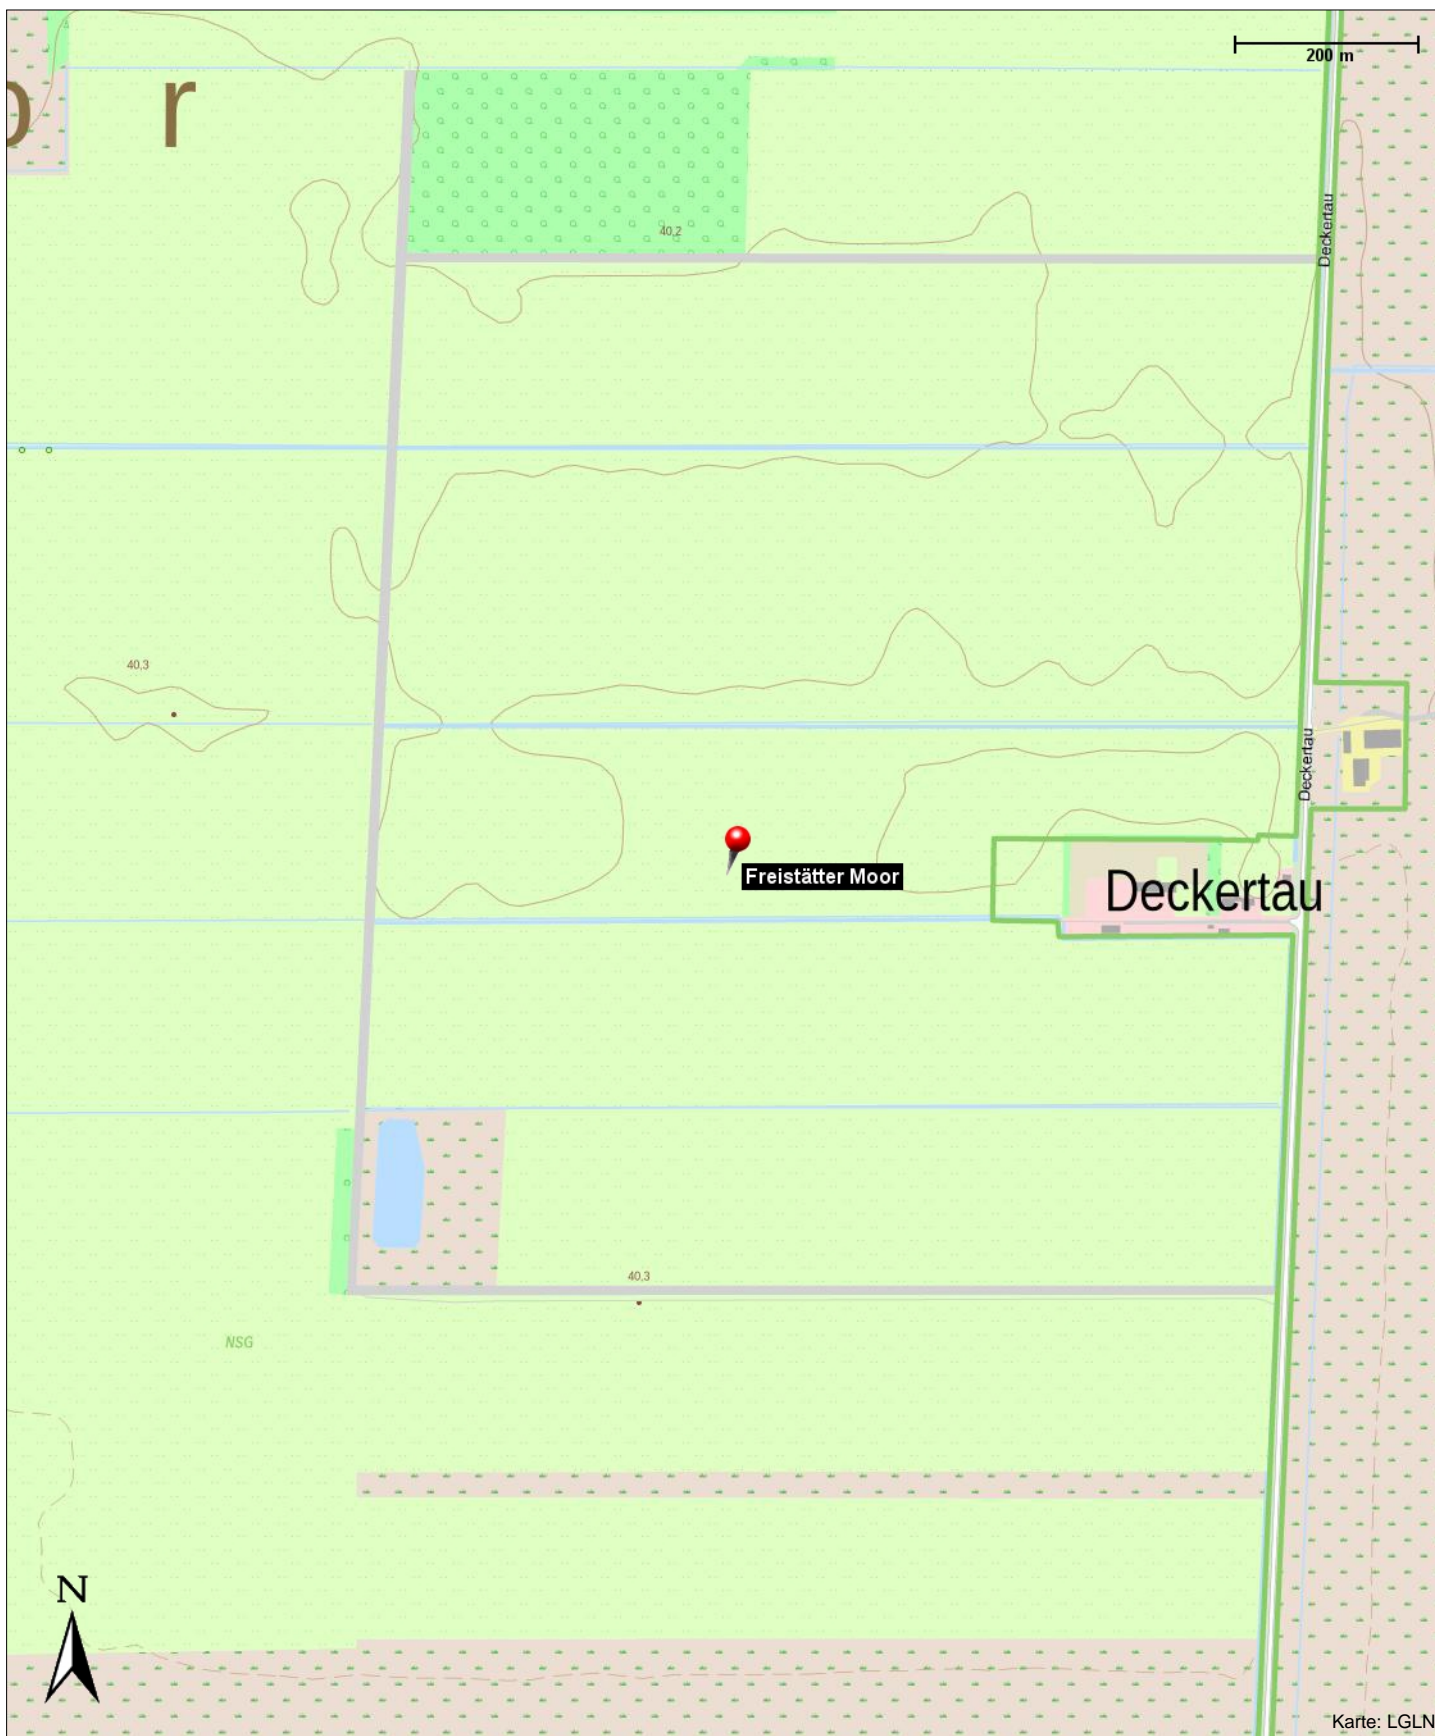 200 m
o r
40,2
Deckertau
40,3
Deckertau
Freistätter Moor
Deckertau
40,3
NSG
N
Karte: LGLN